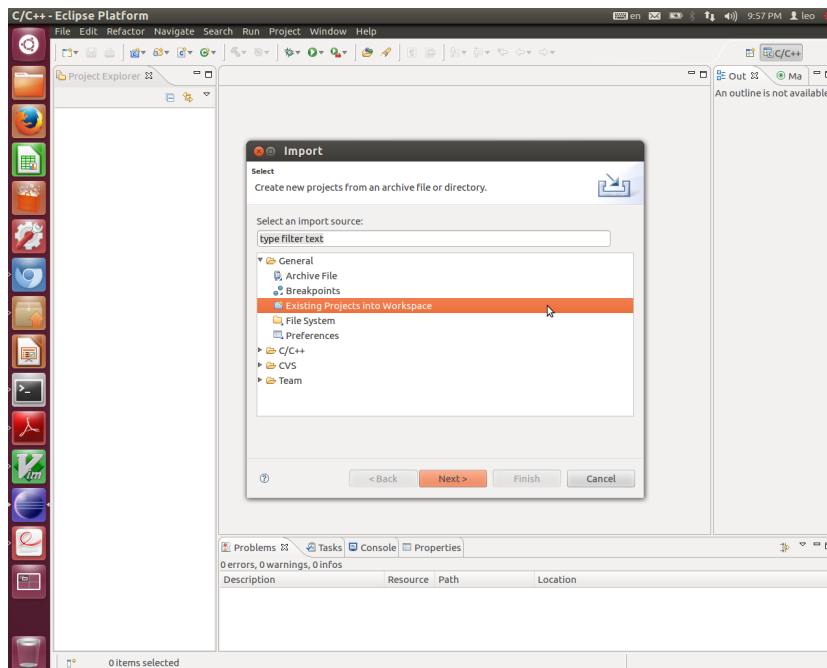 C/C++ - Eclipse Platform
en
9:57 PM
leo
File Edit Refactor Navigate Search Run Project Window Help
C/C++
Project Explorer
Out
Ma
An outline is not available
Import
Select
Create new projects from an archive file or directory.
Select an import source:
type filter text
General
Archive File
Breakpoints
Existing Projects into Workspace
File System
Preferences
C/C++
CVS
Team
< Back
Next >
Finish
Cancel
Vim
Problems
Tasks
Console
Properties
0 errors, 0 warnings, 0 infos
Description
Resource
Path
Location
0 items selected